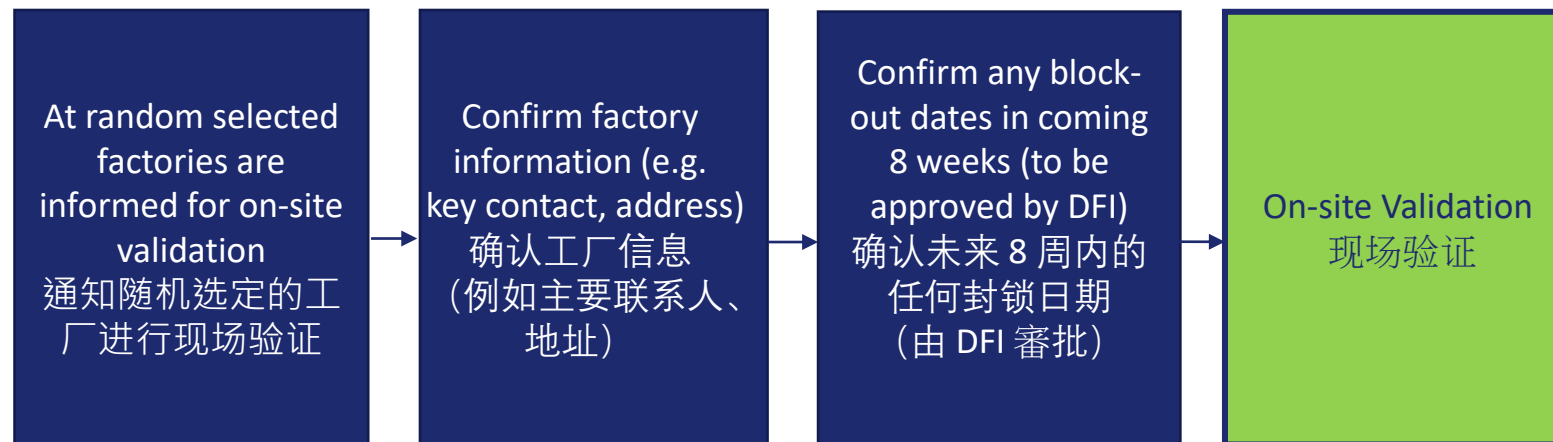 At random selected
factories are
informed for on-site
validation
通知随机选定的工
厂进行现场验证
Confirm factory
information (e.g.
key contact, address)
确认工厂信息
（例如主要联系人、
地址）
Confirm any block-
out dates in coming
8 weeks (to be
approved by DFI)
确认未来 8 周内的
任何封锁日期
（由 DFI 審批）
On-site Validation
现场验证